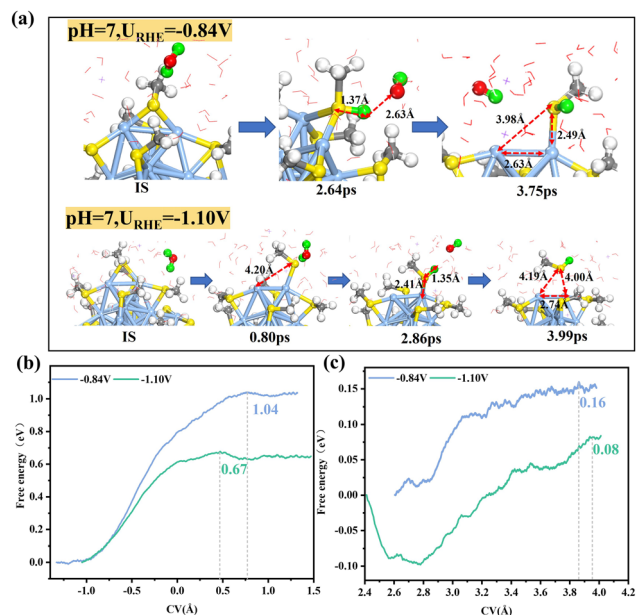 (a)
pH=7,U_RHE=-0.84V
1.37Å
2.63Å
3.98Å
2.49Å
2.63Å
IS
2.64ps
3.75ps
pH=7,U_RHE=-1.10V
4.20Å
2.41Å
1.35Å
4.19Å
4.00Å
2.74Å
IS
0.80ps
2.86ps
3.99ps
(b)
-0.84V
-1.10V
1.04
0.67
Free energy (eV)
1.0
0.8
0.6
0.4
0.2
0.0
-1.0
-0.5
0.0
0.5
1.0
1.5
CV(Å)
(c)
-0.84V
-1.10V
0.16
0.08
Free energy (eV)
0.15
0.10
0.05
0.00
-0.05
-0.10
2.4
2.6
2.8
3.0
3.2
3.4
3.6
3.8
4.0
4.2
CV(Å)